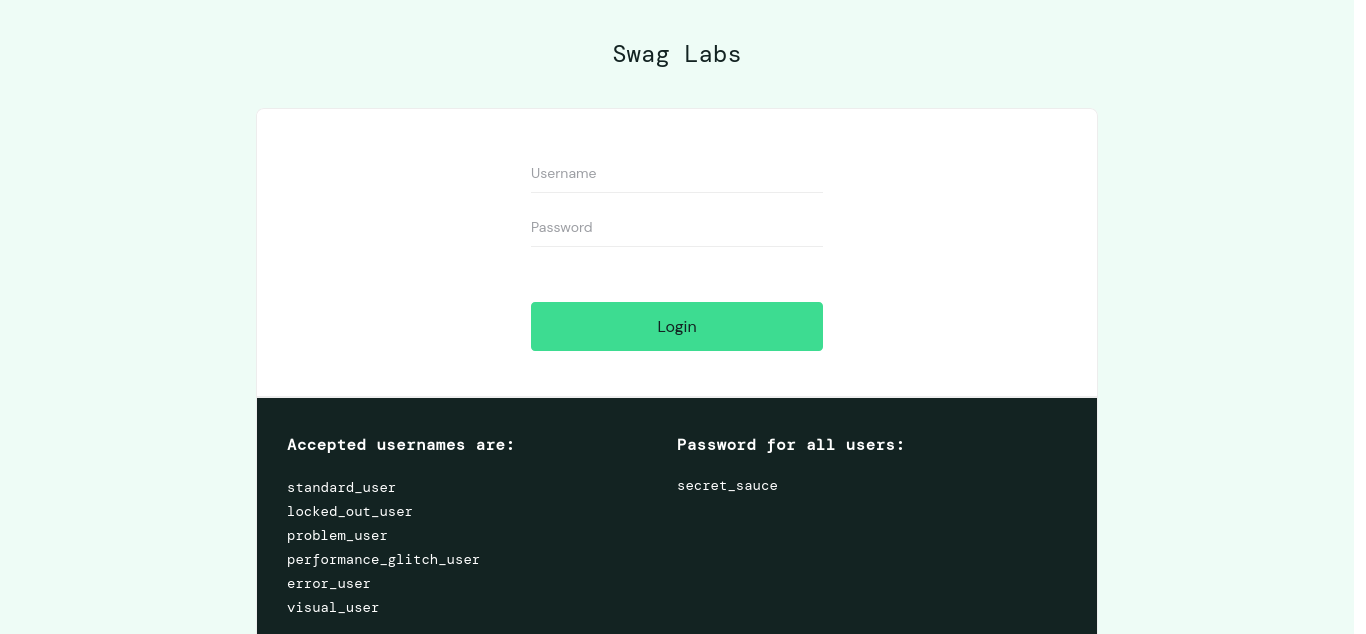 Swag Labs
Username
Password
Login
Accepted usernames are:
standard_user
locked_out_user
problem_user
performance_glitch_user
error_user
visual_user
Password for all users:
secret_sauce